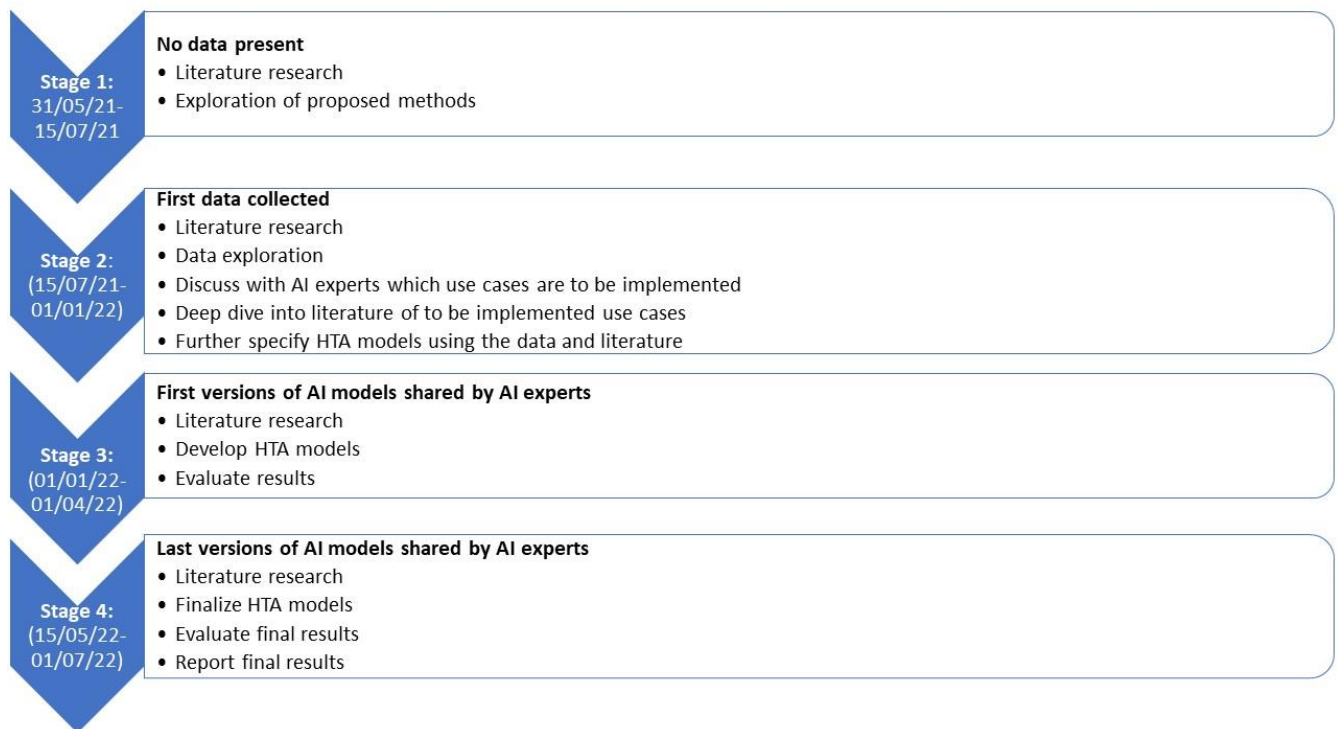 Stage 1:
31/05/21-
15/07/21
No data present
• Literature research
• Exploration of proposed methods
Stage 2:
(15/07/21-
01/01/22)
First data collected
• Literature research
• Data exploration
• Discuss with AI experts which use cases are to be implemented
• Deep dive into literature of to be implemented use cases
• Further specify HTA models using the data and literature
Stage 3:
(01/01/22-
01/04/22)
First versions of AI models shared by AI experts
• Literature research
• Develop HTA models
• Evaluate results
Stage 4:
(15/05/22-
01/07/22)
Last versions of AI models shared by AI experts
• Literature research
• Finalize HTA models
• Evaluate final results
• Report final results